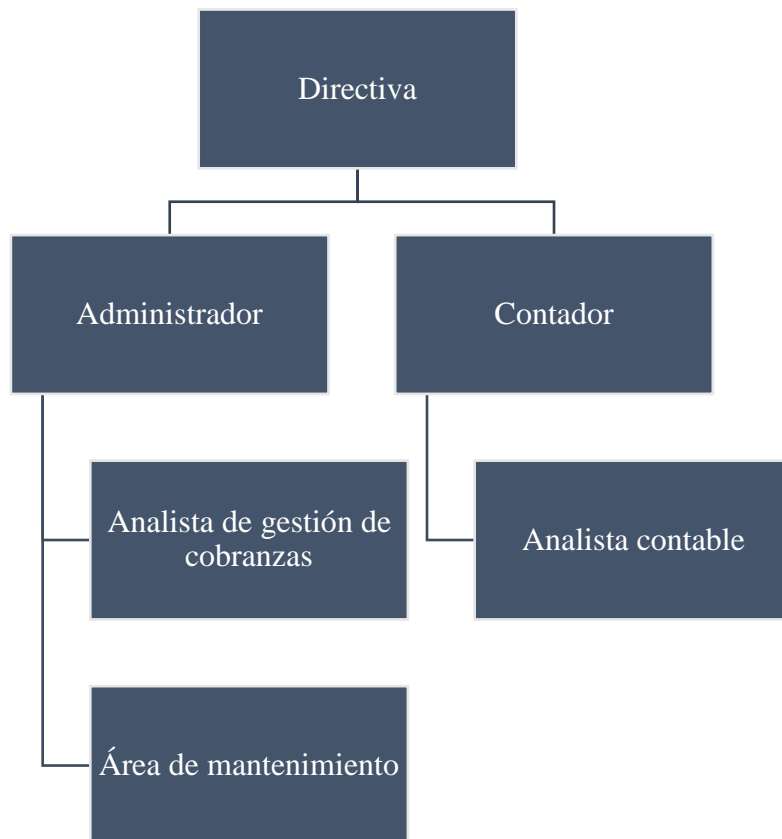 Directiva
Administrador
Contador
Analista de gestión de
cobranzas
Analista contable
Área de mantenimiento